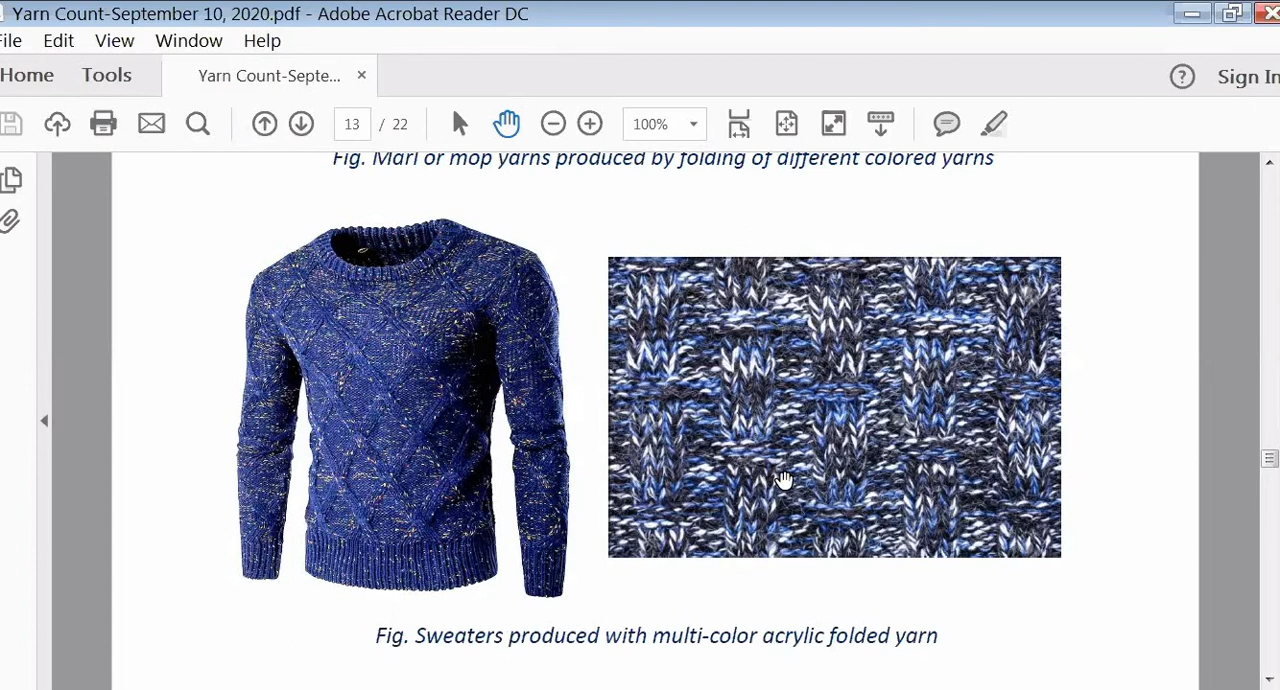 Yarn Count-September 10, 2020.pdf - Adobe Acrobat Reader DC
File Edit View Window Help
Home Tools Yarn Count-Septe... ×
? Sign In
13 / 22 100%
Fig. Marl or mop yarns produced by folding of different colored yarns
Fig. Sweaters produced with multi-color acrylic folded yarn